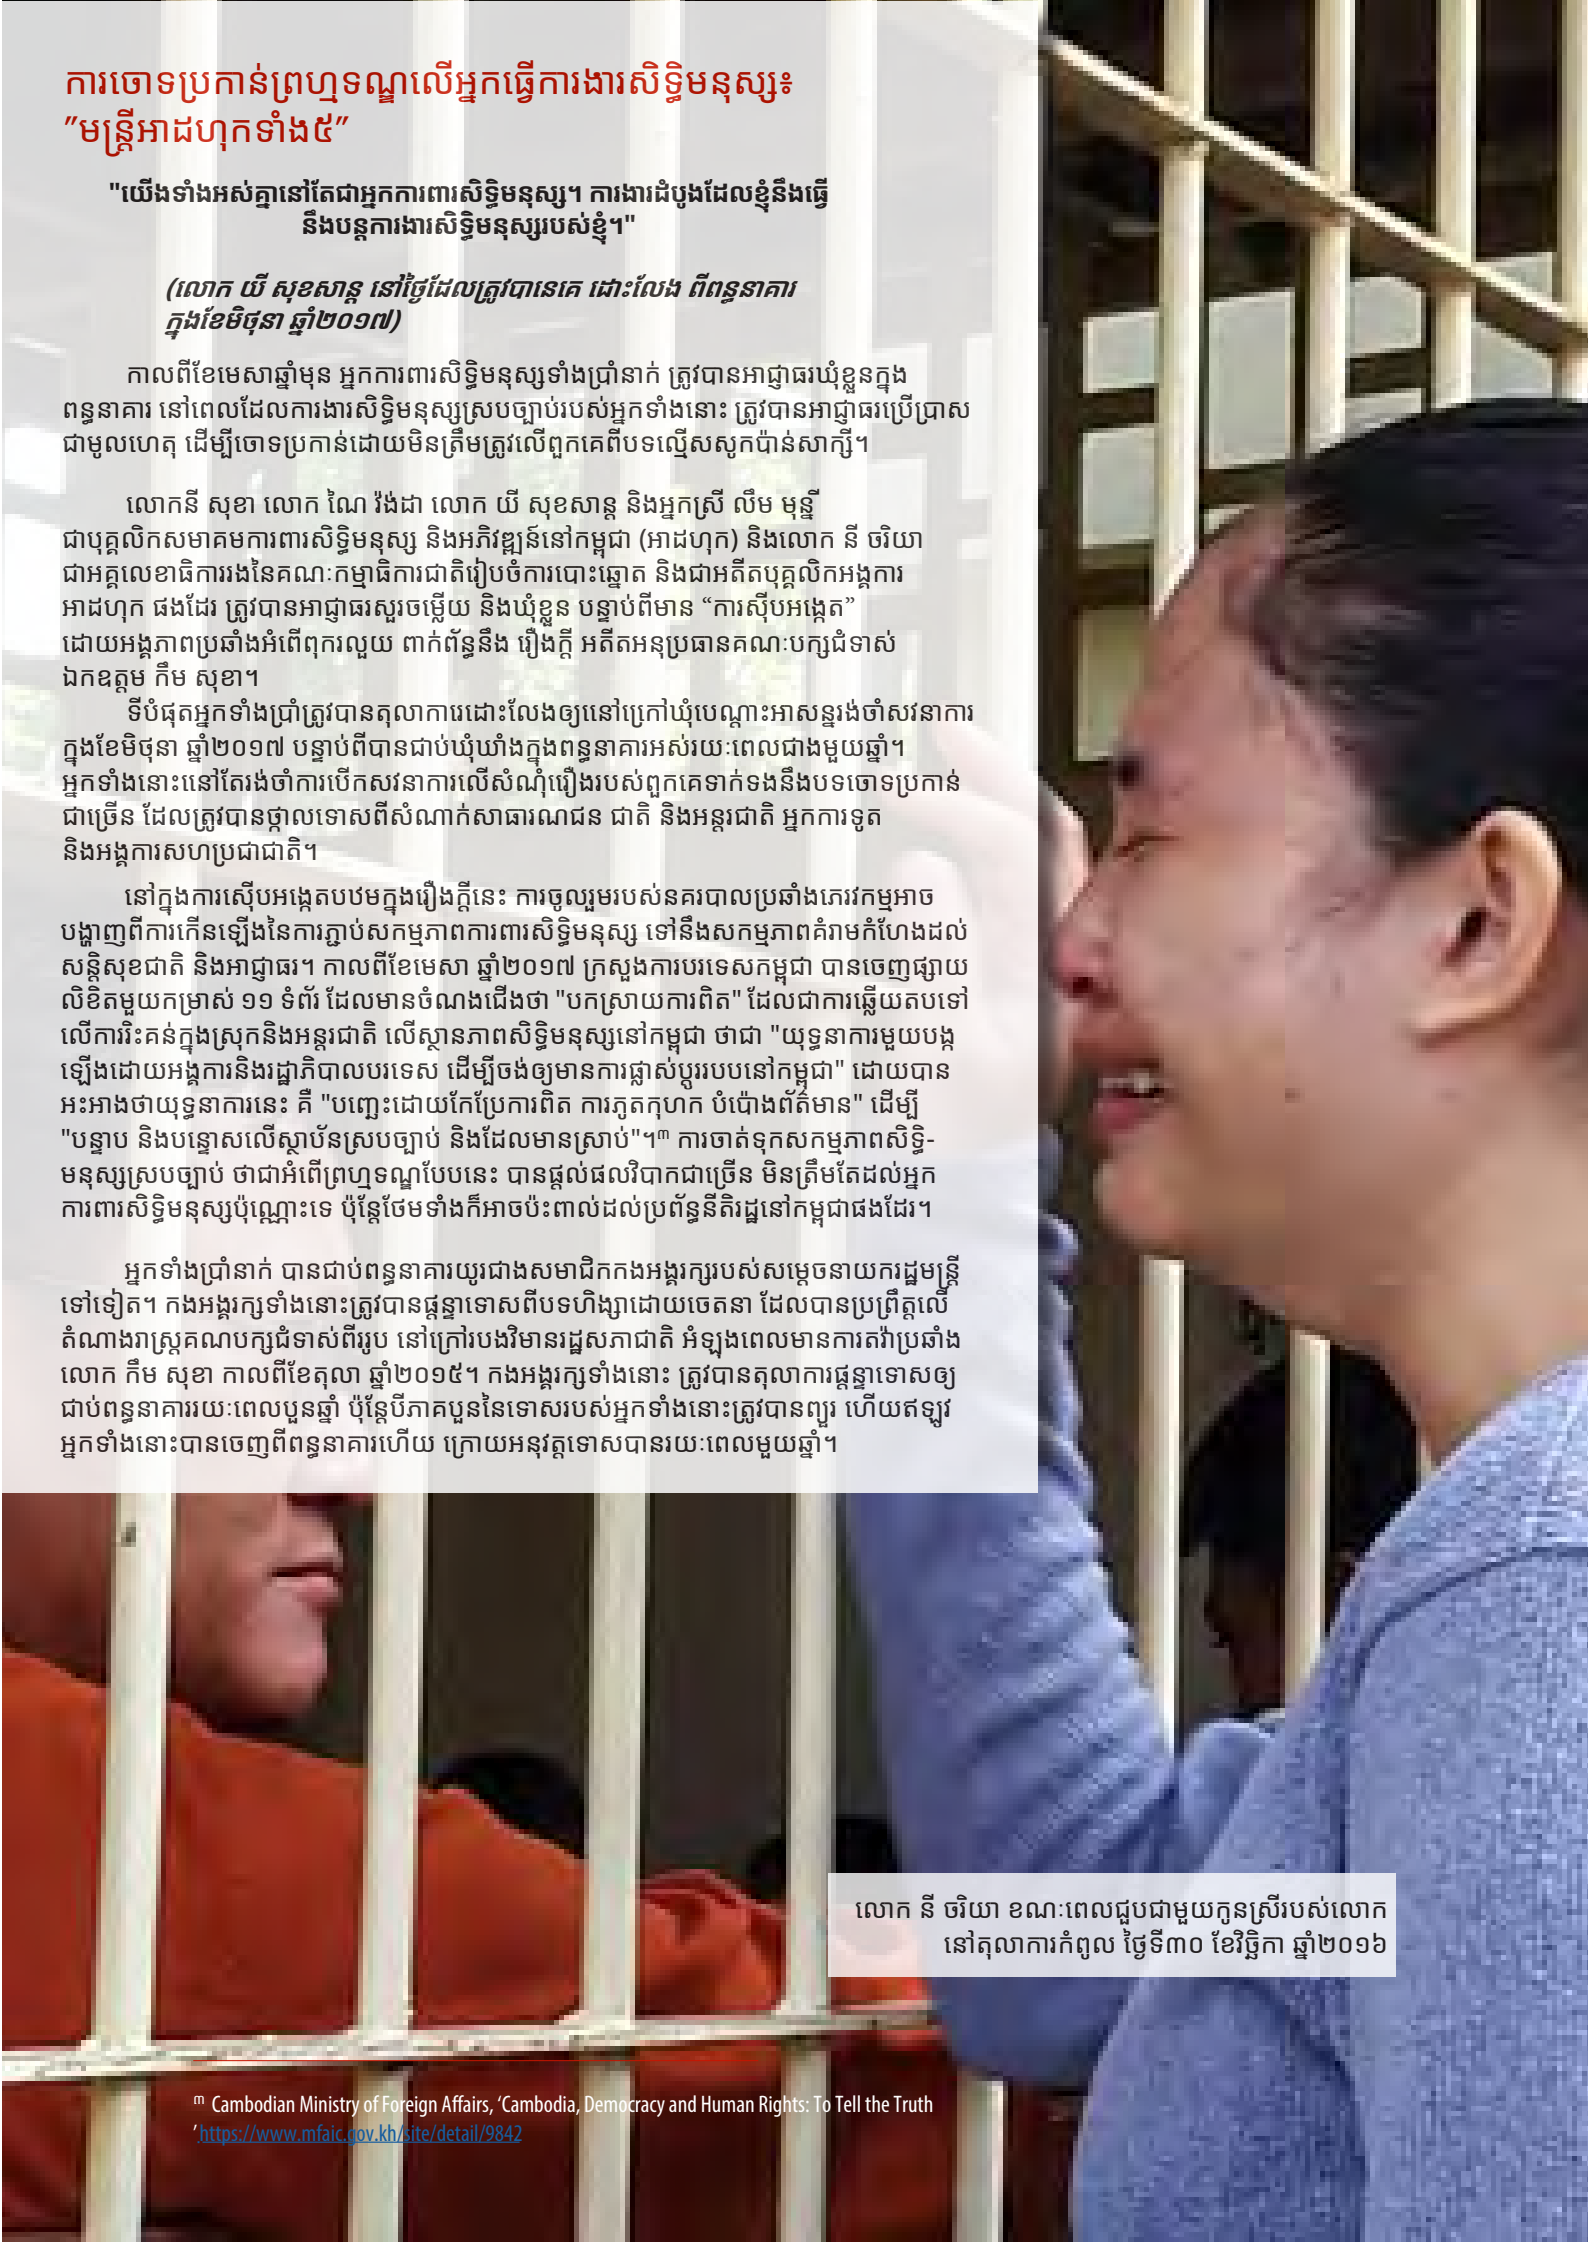 ការចោទប្រកាន់ព្រហ្មទណ្ឌលើអ្នកធ្វើការងារសិទ្ធិមនុស្ស៖
"មន្ត្រីអាដហុកទាំង៥"
"យើងទាំងអស់គ្នានៅតែជាអ្នកការពារសិទ្ធិមនុស្ស។ ការងារដំបូងដែលខ្ញុំនឹងធ្វើ
នឹងបន្តការងារសិទ្ធិមនុស្សរបស់ខ្ញុំ។"
(លោក យី សុខសាន្ត នៅថ្ងៃដែលត្រូវបានេគេ ដោះលែង ពីពន្ធនាគារ
ក្នុងខែមិថុនា ឆ្នាំ២០១៧)
កាលពីខែមេសាឆ្នាំមុន អ្នកការពារសិទ្ធិមនុស្សទាំងប្រាំនាក់ ត្រូវបានអាជ្ញាធរឃុំខ្លួនក្នុង
ពន្ធនាគារ នៅពេលដែលការងារសិទ្ធិមនុស្សស្របច្បាប់របស់អ្នកទាំងនោះ ត្រូវបានអាជ្ញាធរប្រើប្រាស
ជាមូលហេតុ ដើម្បីចោទប្រកាន់ដោយមិនត្រឹមត្រូវលើពួកគេពីបទល្មើសសូកប៉ាន់សាក្សី។
លោកនី សុខា លោក ណៃ វ៉ង់ដា លោក យី សុខសាន្ត និងអ្នកស្រី លឹម មុន្នី
ជាបុគ្គលិកសមាគមការពារសិទ្ធិមនុស្ស និងអភិវឌ្ឍន៍នៅកម្ពុជា (អាដហុក) និងលោក នី ចរិយា
ជាអគ្គលេខាធិការរងនៃគណៈកម្មាធិការជាតិរៀបចំការបោះឆ្នោត និងជាអតីតបុគ្គលិកអង្គការ
អាដហុក ផងដែរ ត្រូវបានអាជ្ញាធរសួរចម្លើយ និងឃុំខ្លួន បន្ទាប់ពីមាន “ការស៊ើបអង្កេត”
ដោយអង្គភាពប្រឆាំងអំពើពុករលួយ ពាក់ព័ន្ធនឹង រឿងក្តី អតីតអនុប្រធានគណៈបក្សជំទាស់
ឯកឧត្តម កឹម សុខា។
ទីបំផុតអ្នកទាំងប្រាំត្រូវបានតុលាការេដោះលែងឲ្យនៅក្រៅឃុំបណ្តោះអាសន្នរង់ចាំសវនាការ
ក្នុងខែមិថុនា ឆ្នាំ២០១៧ បន្ទាប់ពីបានជាប់ឃុំឃាំងក្នុងពន្ធនាគារអស់រយៈពេលជាងមួយឆ្នាំ។
អ្នកទាំងនោះនៅតែរង់ចាំការបើកសវនាការលើសំណុំរឿងរបស់ពួកគេទាក់ទងនឹងបទចោទប្រកាន់
ជាច្រើន ដែលត្រូវបានថ្កោលទោសពីសំណាក់សាធារណជន ជាតិ និងអន្តរជាតិ អ្នកការទូត
និងអង្គការសហប្រជាជាតិ។
នៅក្នុងការស៊ើបអង្កេតបឋមក្នុងរឿងក្តីនេះ ការចូលរួមរបស់នគរបាលប្រឆាំងភេរវកម្មអាច
បង្ហាញពីការកើនឡើងនៃការភ្ជាប់សកម្មភាពការពារសិទ្ធិមនុស្ស ទៅនឹងសកម្មភាពគំរាមកំហែងដល់
សន្តិសុខជាតិ និងអាជ្ញាធរ។ កាលពីខែមេសា ឆ្នាំ២០១៧ ក្រសួងការបរទេសកម្ពុជា បានចេញផ្សាយ
លិខិតមួយកម្រាស់ ១១ ទំព័រ ដែលមានចំណងជើងថា "បកស្រាយការពិត" ដែលជាការឆ្លើយតបទៅ
លើការរិះគន់ក្នុងស្រុកនិងអន្តរជាតិ លើស្ថានភាពសិទ្ធិមនុស្សនៅកម្ពុជា ថាជា "យុទ្ធនាការមួយបង្ក
ឡើងដោយអង្គការនិងរដ្ឋាភិបាលបរទេស ដើម្បីចង់ឲ្យមានការផ្លាស់ប្តូររបបនៅកម្ពុជា" ដោយបាន
អះអាងថាយុទ្ធនាការនេះ គឺ "បញ្ឆេះដោយកែប្រែការពិត ការភូតកុហក បំប៉ោងព័ត៌មាន" ដើម្បី
"បន្ទាប និងបន្ទោសលើស្ថាប័នស្របច្បាប់ និងដែលមានស្រាប់"។៣ ការចាត់ទុកសកម្មភាពសិទ្ធិ-
មនុស្សស្របច្បាប់ ថាជាអំពើព្រហ្មទណ្ឌបែបនេះ បានផ្តល់ផលវិបាកជាច្រើន មិនត្រឹមតែដល់អ្នក
ការពារសិទ្ធិមនុស្សប៉ុណ្ណោះទេ ប៉ុន្តែថែមទាំងក៏អាចប៉ះពាល់ដល់ប្រព័ន្ធនីតិរដ្ឋនៅកម្ពុជាផងដែរ។
អ្នកទាំងប្រាំនាក់ បានជាប់ពន្ធនាគារយូរជាងសមាជិកកងអង្គរក្សរបស់សម្តេចនាយករដ្ឋមន្ត្រី
ទៅទៀត។ កងអង្គរក្សទាំងនោះត្រូវបានផ្តន្ទាទោសពីបទហិង្សាដោយចេតនា ដែលបានប្រព្រឹត្តលើ
តំណាងរាស្ត្រគណបក្សជំទាស់ពីររូប នៅក្រៅរបងវិមានរដ្ឋសភាជាតិ អំឡុងពេលមានការតវ៉ាប្រឆាំង
លោក កឹម សុខា កាលពីខែតុលា ឆ្នាំ២០១៥។ កងអង្គរក្សទាំងនោះ ត្រូវបានតុលាការផ្តន្ទាទោសឲ្យ
ជាប់ពន្ធនាគាររយៈពេលបួនឆ្នាំ ប៉ុន្តែបីភាគបួននៃទោសរបស់អ្នកទាំងនោះត្រូវបានព្យួរ ហើយឥឡូវ
អ្នកទាំងនោះបានចេញពីពន្ធនាគារហើយ ក្រោយអនុវត្តទោសបានរយៈពេលមួយឆ្នាំ។
លោក នី ចរិយា ខណៈពេលជួបជាមួយកូនស្រីរបស់លោក
នៅតុលាការកំពូល ថ្ងៃទី៣០ ខែវិច្ឆិកា ឆ្នាំ២០១៦
៣ Cambodian Ministry of Foreign Affairs, ‘Cambodia, Democracy and Human Rights: To Tell the Truth
’https://www.mfaic.gov.kh/site/detail/9842